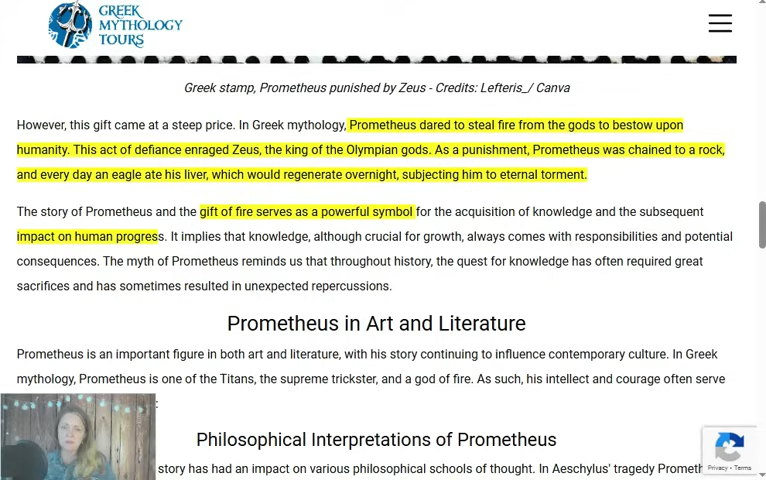 GREEK
MYTHOLOGY
TOURS
Greek stamp, Prometheus punished by Zeus - Credits: Lefteris_/ Canva
However, this gift came at a steep price. In Greek mythology, Prometheus dared to steal fire from the gods to bestow upon
humanity. This act of defiance enraged Zeus, the king of the Olympian gods. As a punishment, Prometheus was chained to a rock,
and every day an eagle ate his liver, which would regenerate overnight, subjecting him to eternal torment.
The story of Prometheus and the gift of fire serves as a powerful symbol for the acquisition of knowledge and the subsequent
impact on human progress. It implies that knowledge, although crucial for growth, always comes with responsibilities and potential
consequences. The myth of Prometheus reminds us that throughout history, the quest for knowledge has often required great
sacrifices and has sometimes resulted in unexpected repercussions.
Prometheus in Art and Literature
Prometheus is an important figure in both art and literature, with his story continuing to influence contemporary culture. In Greek
mythology, Prometheus is one of the Titans, the supreme trickster, and a god of fire. As such, his intellect and courage often serve
:
Philosophical Interpretations of Prometheus
story has had an impact on various philosophical schools of thought. In Aeschylus' tragedy Prometh
Privacy - Terms